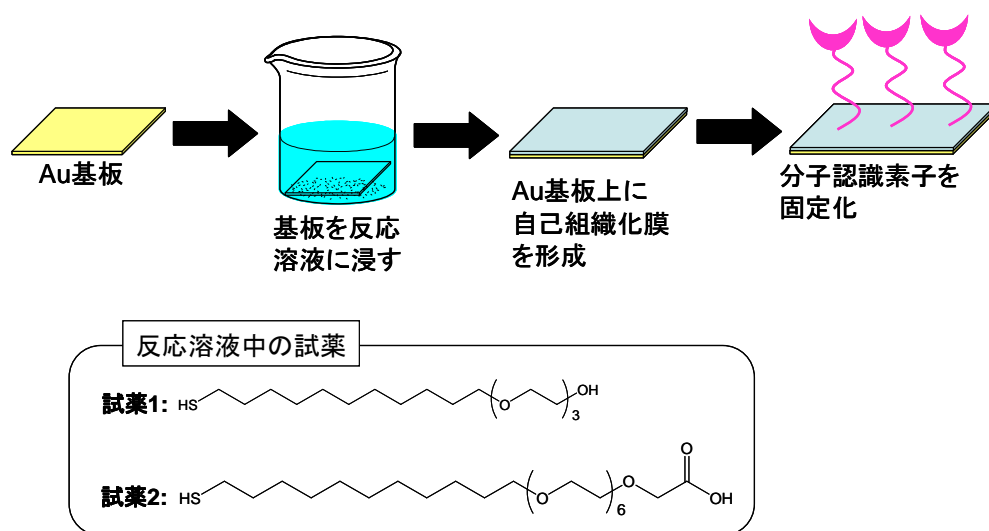 Au基板
基板を反応
溶液に浸す
Au基板上に
自己組織化膜
を形成
分子認識素子を
固定化
反応溶液中の試薬
試薬1: HS O 3 OH
試薬2: HS O 6 O O OH